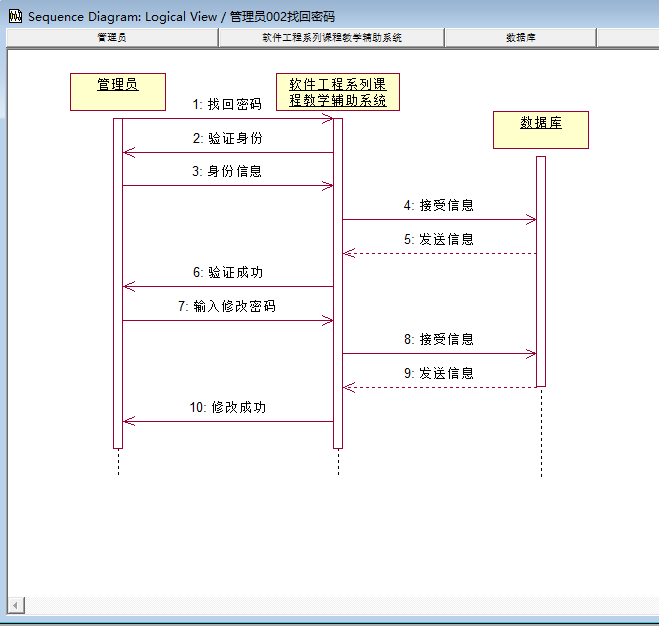 Sequence Diagram: Logical View / 管理员002找回密码
管理员
软件工程系列课程教学辅助系统
数据库
管理员
软件工程系列课
程教学辅助系统
数据库
1: 找回密码
2: 验证身份
3: 身份信息
4: 接受信息
5: 发送信息
6: 验证成功
7: 输入修改密码
8: 接受信息
9: 发送信息
10: 修改成功